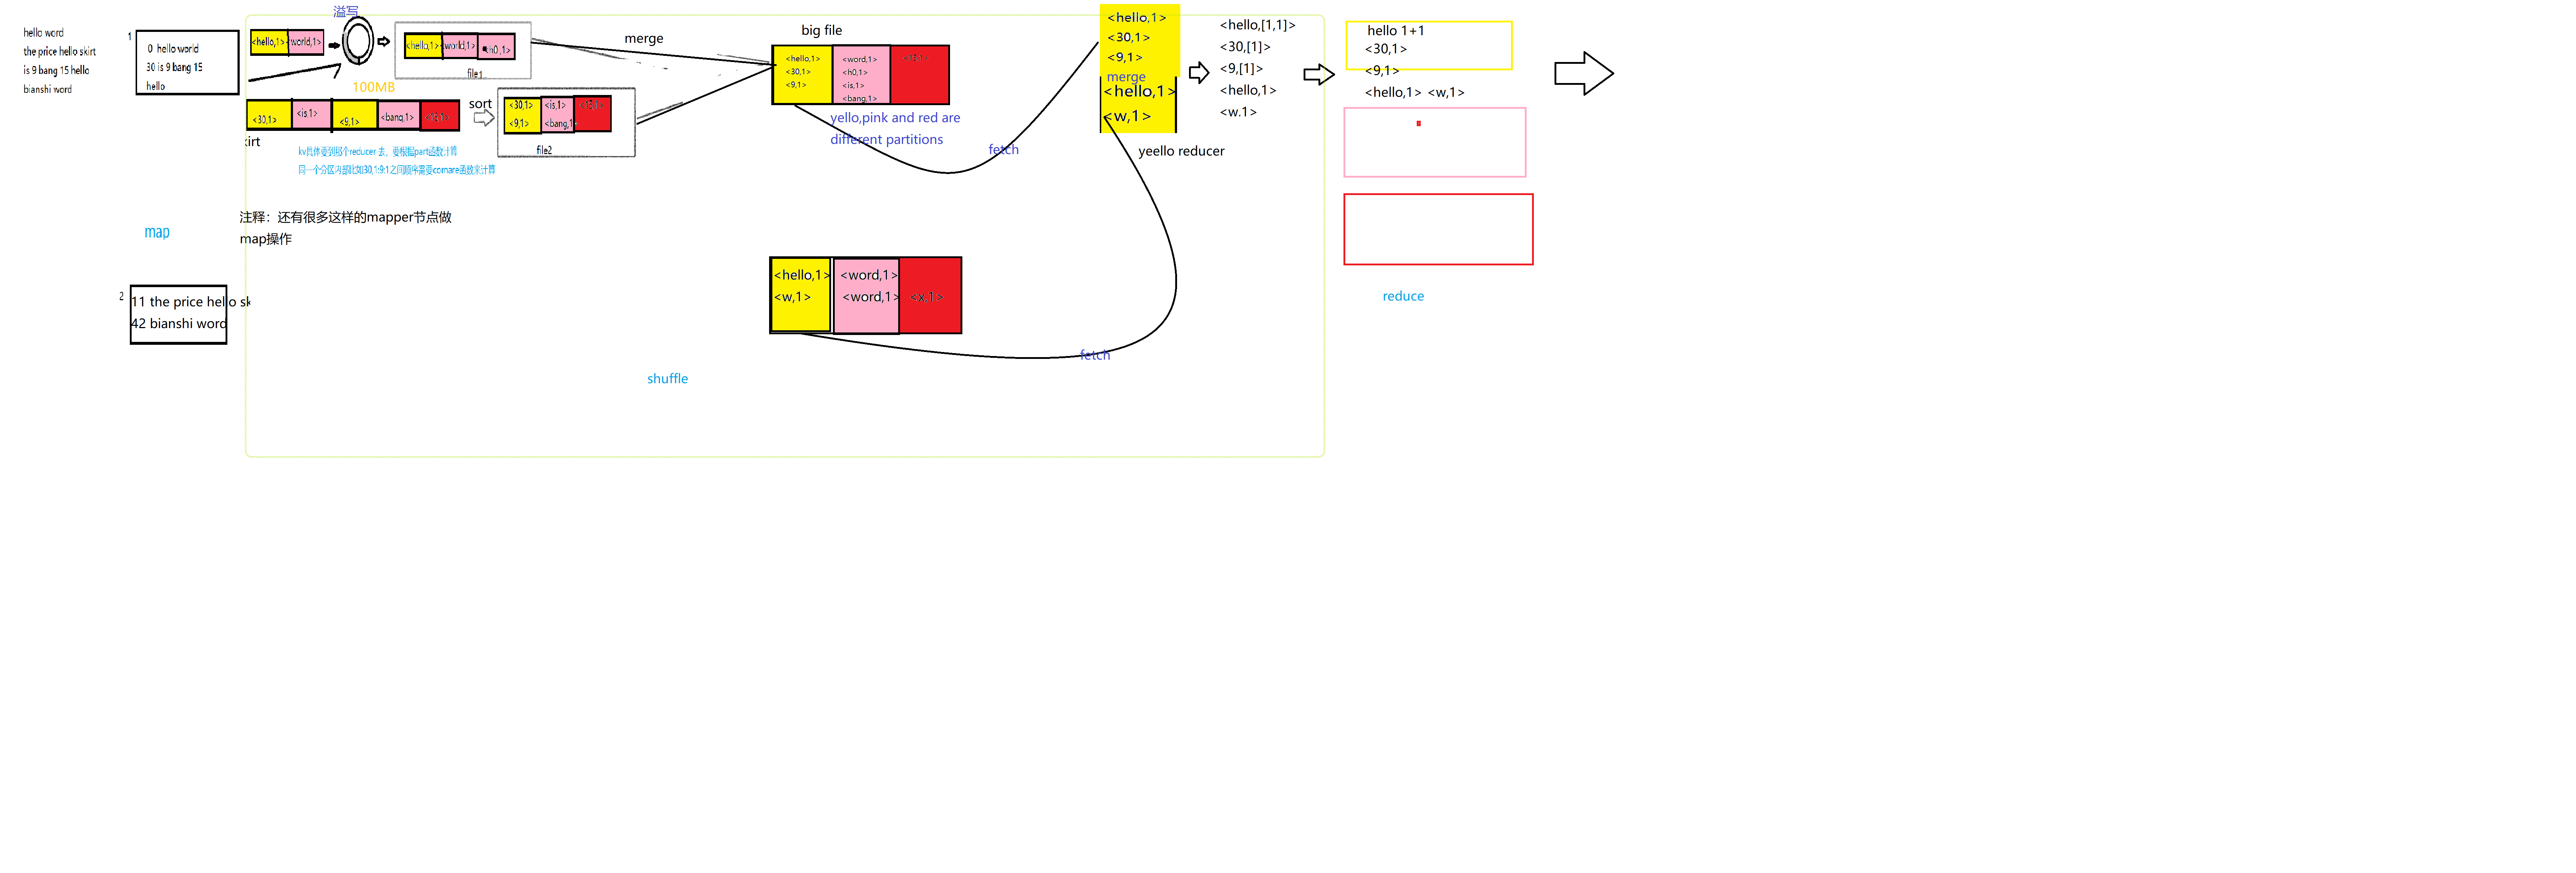 hello word
the price hello skirt
is 9 bang 15 hello
bianshi word
1
0 hello world
30 is 9 bang 15
hello
溢写
<hello,1>
<world,1>
100MB
<hello,1>
<world,1>
<h0,1>
file1
<30,1>
<is,1>
<9,1>
<bang,1>
<15,1>
kirt
sort
<30,1>
<9,1>
<is,1>
<bang,1>
<15,1>
file2
kv具体要到那个reducer 去，要根据part函数计算
同一个分区内部比如30,1:9:1之间顺序需要comare函数来计算
注释：还有很多这样的mapper节点做
map操作
map
2
11 the price hello sk
42 bianshi word
merge
big file
<hello,1>
<30,1>
<9,1>
<word,1>
<h0,1>
<is,1>
<bang,1>
<15,1>
yello,pink and red are
different partitions
fetch
<hello,1>
<w,1>
<word,1>
<word,1>
<x,1>
fetch
shuffle
<hello,1>
<30,1>
<9,1>
merge
<hello,1>
<w,1>
yeello reducer
<hello,[1,1]>
<30,[1]>
<9,[1]>
<hello,1>
<w.1>
hello 1+1
<30,1>
<9,1>
<hello,1> <w,1>
reduce